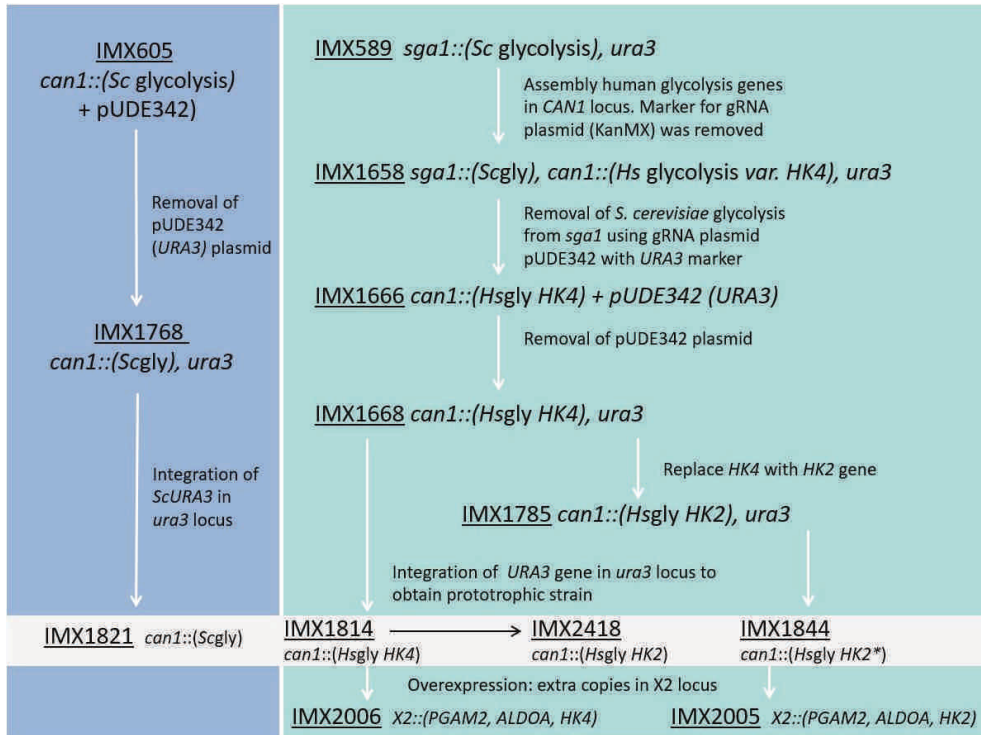 IMX605
can1::(Sc glycolysis)
+ pUDE342)
Removal of
pUDE342
(URA3) plasmid
IMX1768
can1::(Scgly), ura3
Integration of
ScURA3 in
ura3 locus
IMX1821 can1::(Scgly)
IMX589 sga1::(Sc glycolysis), ura3
Assembly human glycolysis genes
in CAN1 locus. Marker for gRNA
plasmid (KanMX) was removed
IMX1658 sga1::(Scgly), can1::(Hs glycolysis var. HK4), ura3
Removal of S. cerevisiae glycolysis
from sga1 using gRNA plasmid
pUDE342 with URA3 marker
IMX1666 can1::(Hsgly HK4) + pUDE342 (URA3)
Removal of pUDE342 plasmid
IMX1668 can1::(Hsgly HK4), ura3
Replace HK4 with HK2 gene
IMX1785 can1::(Hsgly HK2), ura3
Integration of URA3 gene in ura3 locus to
obtain prototrophic strain
IMX1814
can1::(Hsgly HK4)
IMX2418
can1::(Hsgly HK2)
IMX1844
can1::(Hsgly HK2*)
Overexpression: extra copies in X2 locus
IMX2006 X2::(PGAM2, ALDOA, HK4)
IMX2005 X2::(PGAM2, ALDOA, HK2)